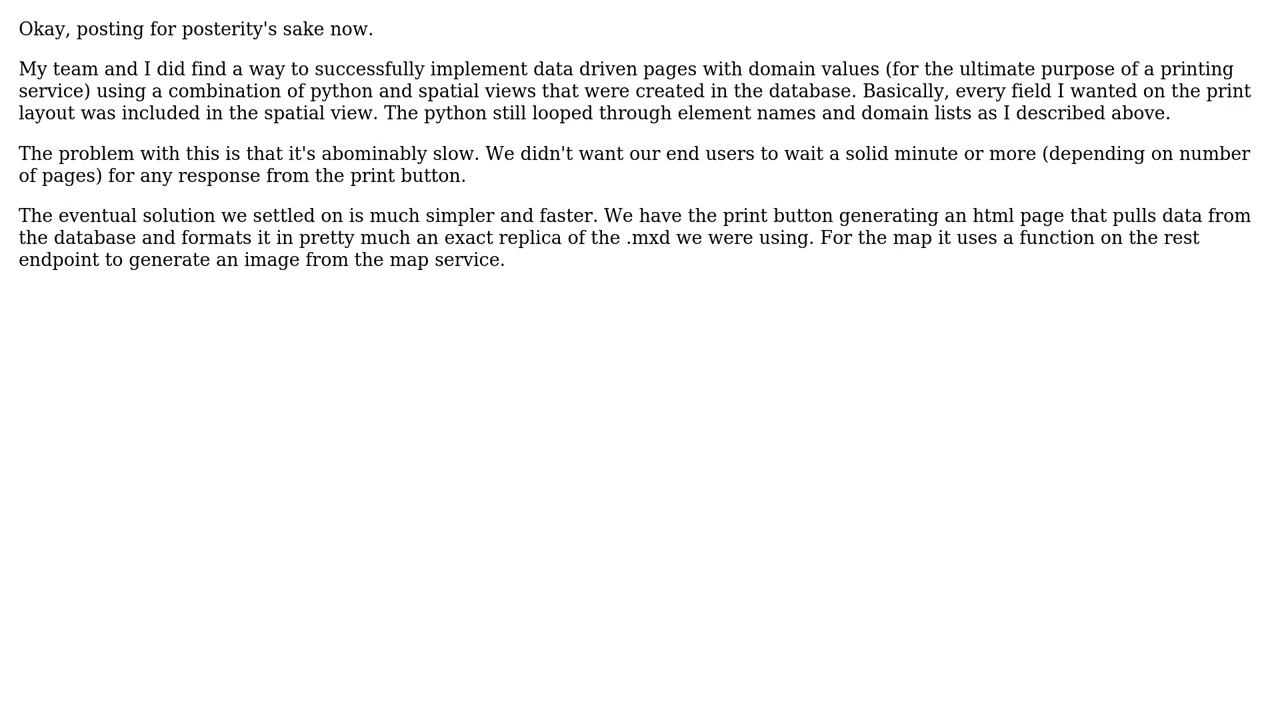 Okay, posting for posterity's sake now.
My team and I did find a way to successfully implement data driven pages with domain values (for the ultimate purpose of a printing
service) using a combination of python and spatial views that were created in the database. Basically, every field I wanted on the print
layout was included in the spatial view. The python still looped through element names and domain lists as I described above.
The problem with this is that it's abominably slow. We didn't want our end users to wait a solid minute or more (depending on number
of pages) for any response from the print button.
The eventual solution we settled on is much simpler and faster. We have the print button generating an html page that pulls data from
the database and formats it in pretty much an exact replica of the .mxd we were using. For the map it uses a function on the rest
endpoint to generate an image from the map service.